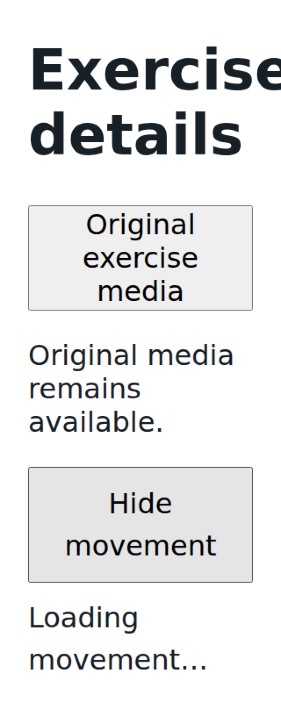 Exercise
details
Original
exercise
media
Original media
remains
available.
Hide
movement
Loading
movement...